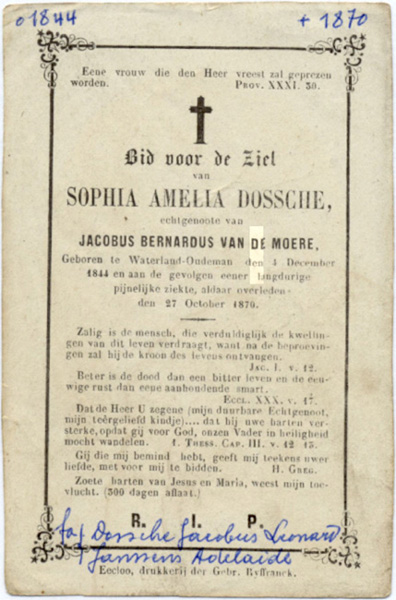 o 1844
+ 1870
Eene vrouw die den Heer vreest zal geprezen
worden. PROV. XXXI. 30.
Bid voor de Ziel
van
SOPHIA AMELIA DOSSCHE,
echtgenoote van
JACOBUS BERNARDUS VAN DE MOERE,
Geboren te Waterland-Oudeman den 4 December
1844 en aan de gevolgen eener langdurige
pijnelijke ziekte, aldaar overleden
den 27 October 1870.
Zalig is de mensch, die verduldiglijk de kwellingen
van dit leven verdraagt, want na de beproevin-
gen zal hij de kroon des levens ontvangen.
JAC. I. v. 12.
Beter is de dood dan een bitter leven en de eeu-
wige rust dan eene aanhoudende smart.
ECCL. XXX. v. 17.
Dat de Heer U zegene (mijn duurbare Echtgenoot,
mijn teêrgeliefd kindje).... dat hij uwe harten ver-
sterke, opdat gij voor God, onzen Vader in heiligheid
mocht wandelen. 1. THESS. CAP. III. v. 12 13.
Gij die mij bemind hebt, geeft mij teekens uwer
liefde, met voor mij te bidden. H. GREG.
Zoete harten van Jesus en Maria, weest mijn toe-
vlucht. (300 dagen aflaat.)
R. I. P.
fa/ Dossche Jacobus Leonard
/ Janssens Adelaide
Eecloo, drukkerij der Gebr. Ryffranck.